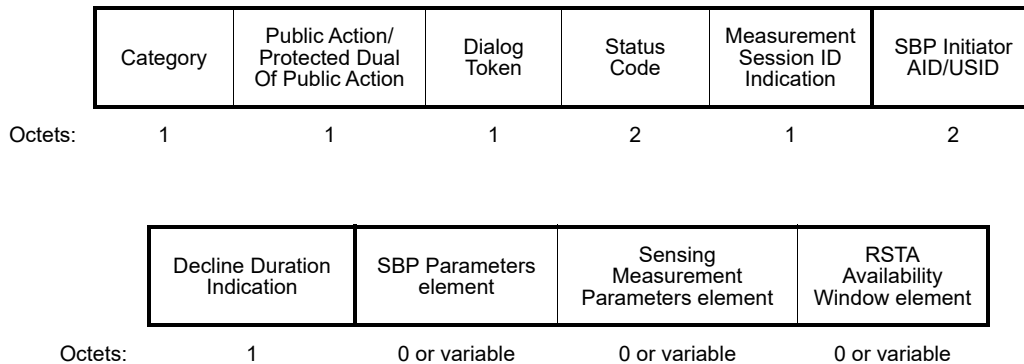 Category
Public Action/
Protected Dual
Of Public Action
Dialog
Token
Status
Code
Measurement
Session ID
Indication
SBP Initiator
AID/USID
Octets: 1 1 1 2 1 2
Decline Duration
Indication
SBP Parameters
element
Sensing
Measurement
Parameters element
RSTA
Availability
Window element
Octets: 1 0 or variable 0 or variable 0 or variable